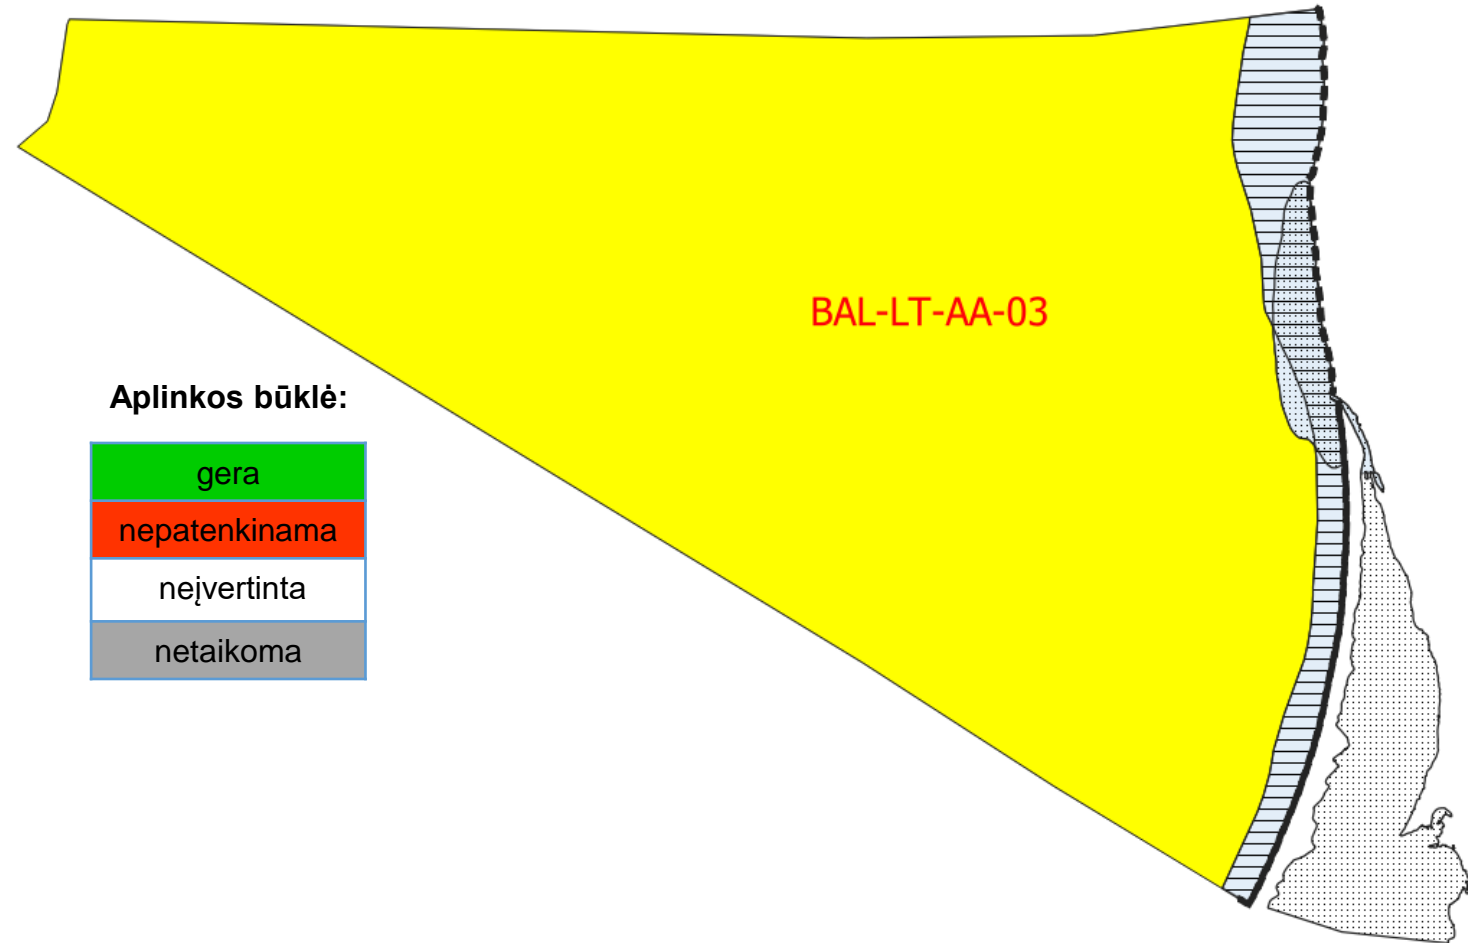 BAL-LT-AA-03
Aplinkos būklė:
gera
nepatenkinama
neįvertinta
netaikoma